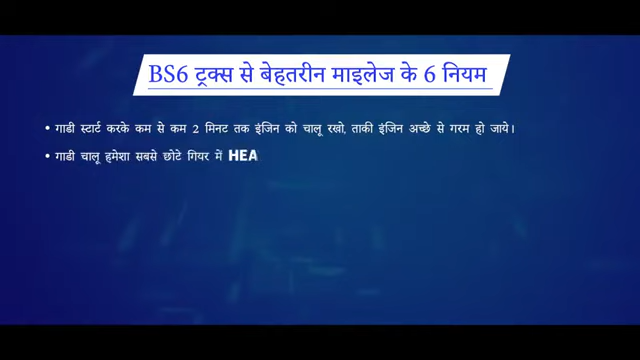 BS6 ट्रक्स से बेहतरीन माइलेज के 6 नियम
• गाडी स्टार्ट करके कम से कम 2 मिनट तक इंजिन को चालू रखो, ताकी इंजिन अच्छे से गरम हो जाये।
• गाडी चालू हमेशा सबसे छोटे गियर में HEA